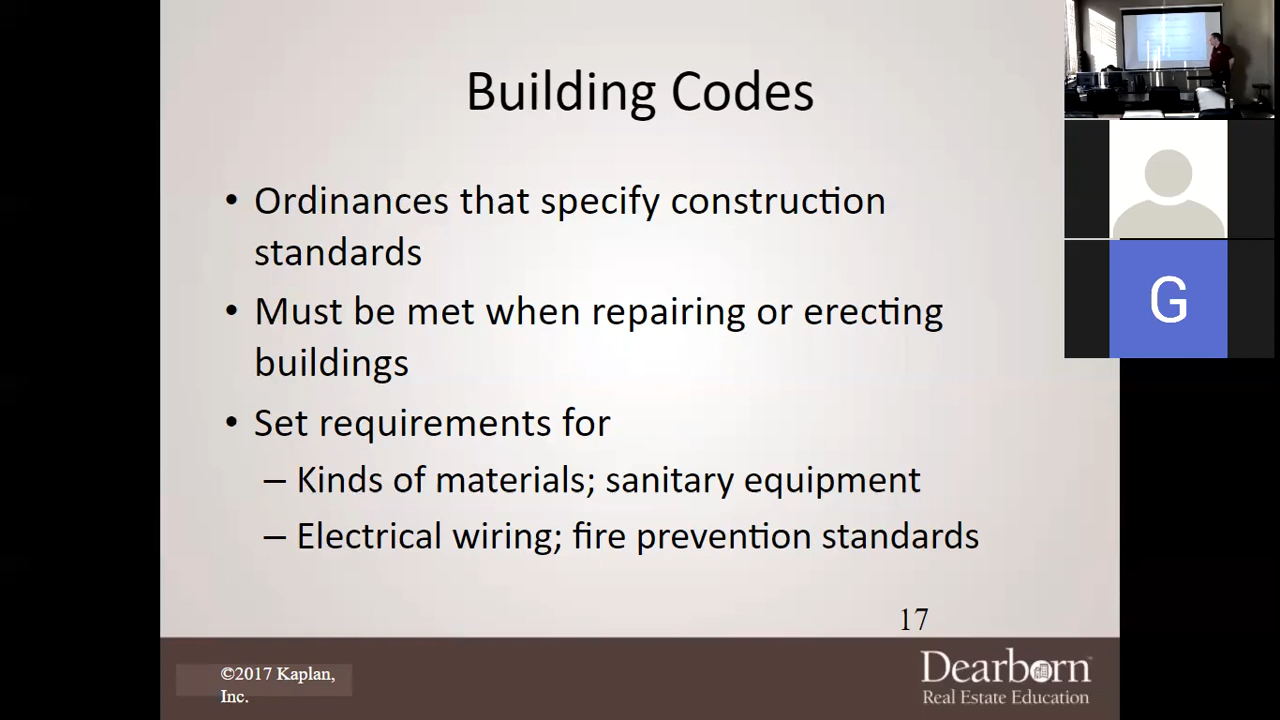 Building Codes
• Ordinances that specify construction
standards
• Must be met when repairing or erecting
buildings
• Set requirements for
– Kinds of materials; sanitary equipment
– Electrical wiring; fire prevention standards
17
©2017 Kaplan,
Inc.
Dearborn™
Real Estate Education
G